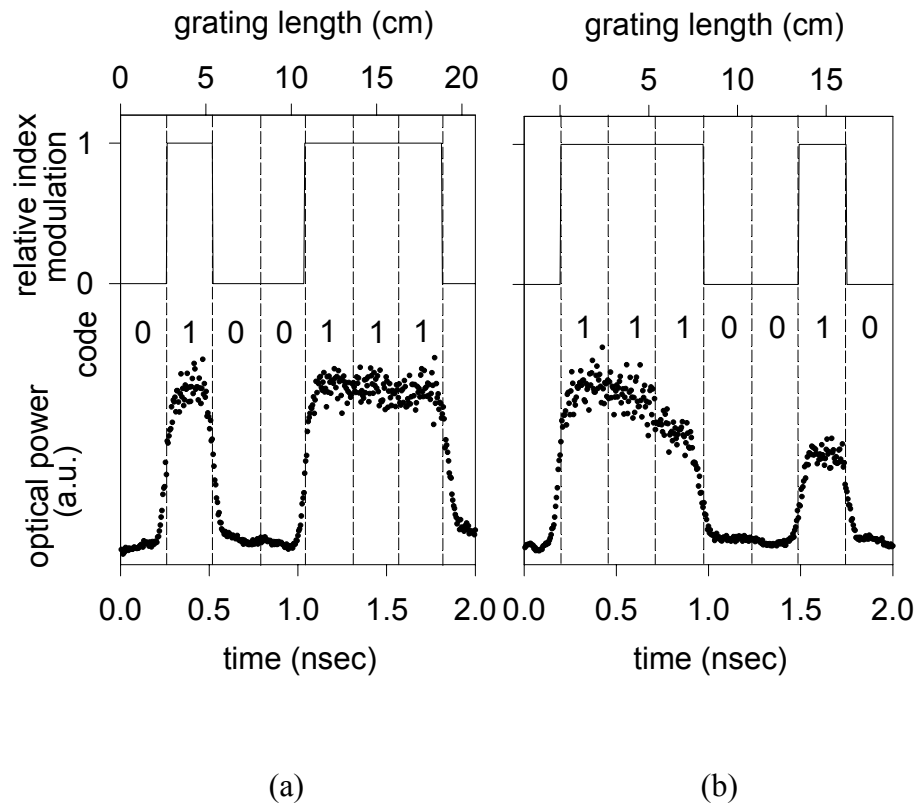 grating length (cm)
0 5 10 15 20
relative index
modulation
1
0
code
0 1 0 0 1 1 1
optical power
(a.u.)
0.0 0.5 1.0 1.5 2.0
time (nsec)
(a)
grating length (cm)
0 5 10 15
1 1 1 0 0 1 0
0.0 0.5 1.0 1.5 2.0
time (nsec)
(b)